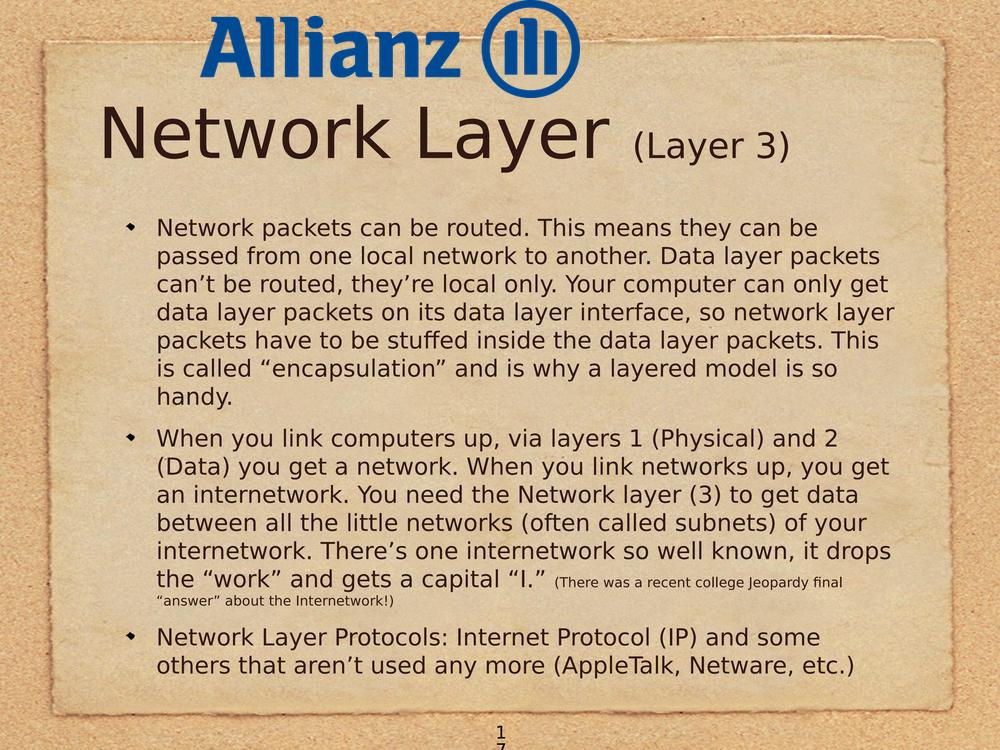 Allianz
Network Layer (Layer 3)
• Network packets can be routed. This means they can be
passed from one local network to another. Data layer packets
can’t be routed, they’re local only. Your computer can only get
data layer packets on its data layer interface, so network layer
packets have to be stuffed inside the data layer packets. This
is called “encapsulation” and is why a layered model is so
handy.
• When you link computers up, via layers 1 (Physical) and 2
(Data) you get a network. When you link networks up, you get
an internetwork. You need the Network layer (3) to get data
between all the little networks (often called subnets) of your
internetwork. There’s one internetwork so well known, it drops
the “work” and gets a capital “I.” (There was a recent college Jeopardy final
“answer” about the Internetwork!)
• Network Layer Protocols: Internet Protocol (IP) and some
others that aren’t used any more (AppleTalk, Netware, etc.)
1
7